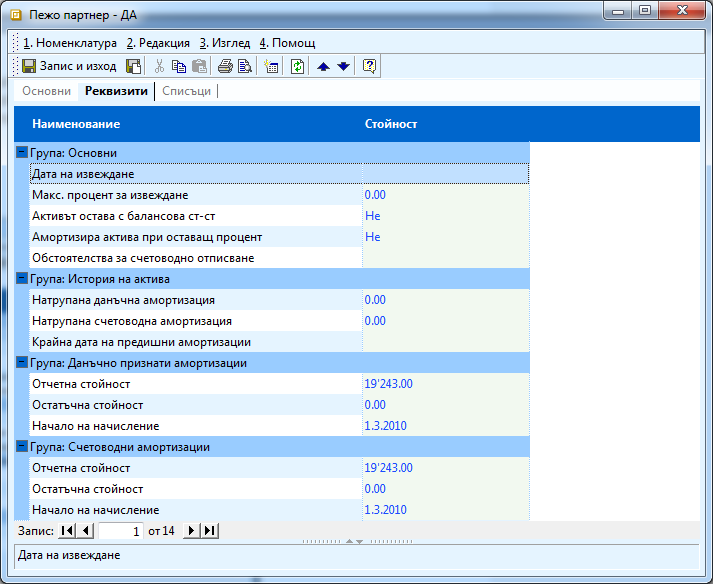 Пежо партнер - ДА
1. Номенклатура 2. Редакция 3. Изглед 4. Помощ
Запис и изход
Основни Реквизити Списъци
Наименование Стойност
Група: Основни
Дата на извеждане
Макс. процент за извеждане 0.00
Активът остава с балансова ст-ст Не
Амортизира актива при оставащ процент Не
Обстоятелства за счетоводно отписване
Група: История на актива
Натрупана данъчна амортизация 0.00
Натрупана счетоводна амортизация 0.00
Крайна дата на предишни амортизации
Група: Данъчно признати амортизации
Отчетна стойност 19'243.00
Остатъчна стойност 0.00
Начало на начисление 1.3.2010
Група: Счетоводни амортизации
Отчетна стойност 19'243.00
Остатъчна стойност 0.00
Начало на начисление 1.3.2010
Запис: 1 от 14
Дата на извеждане